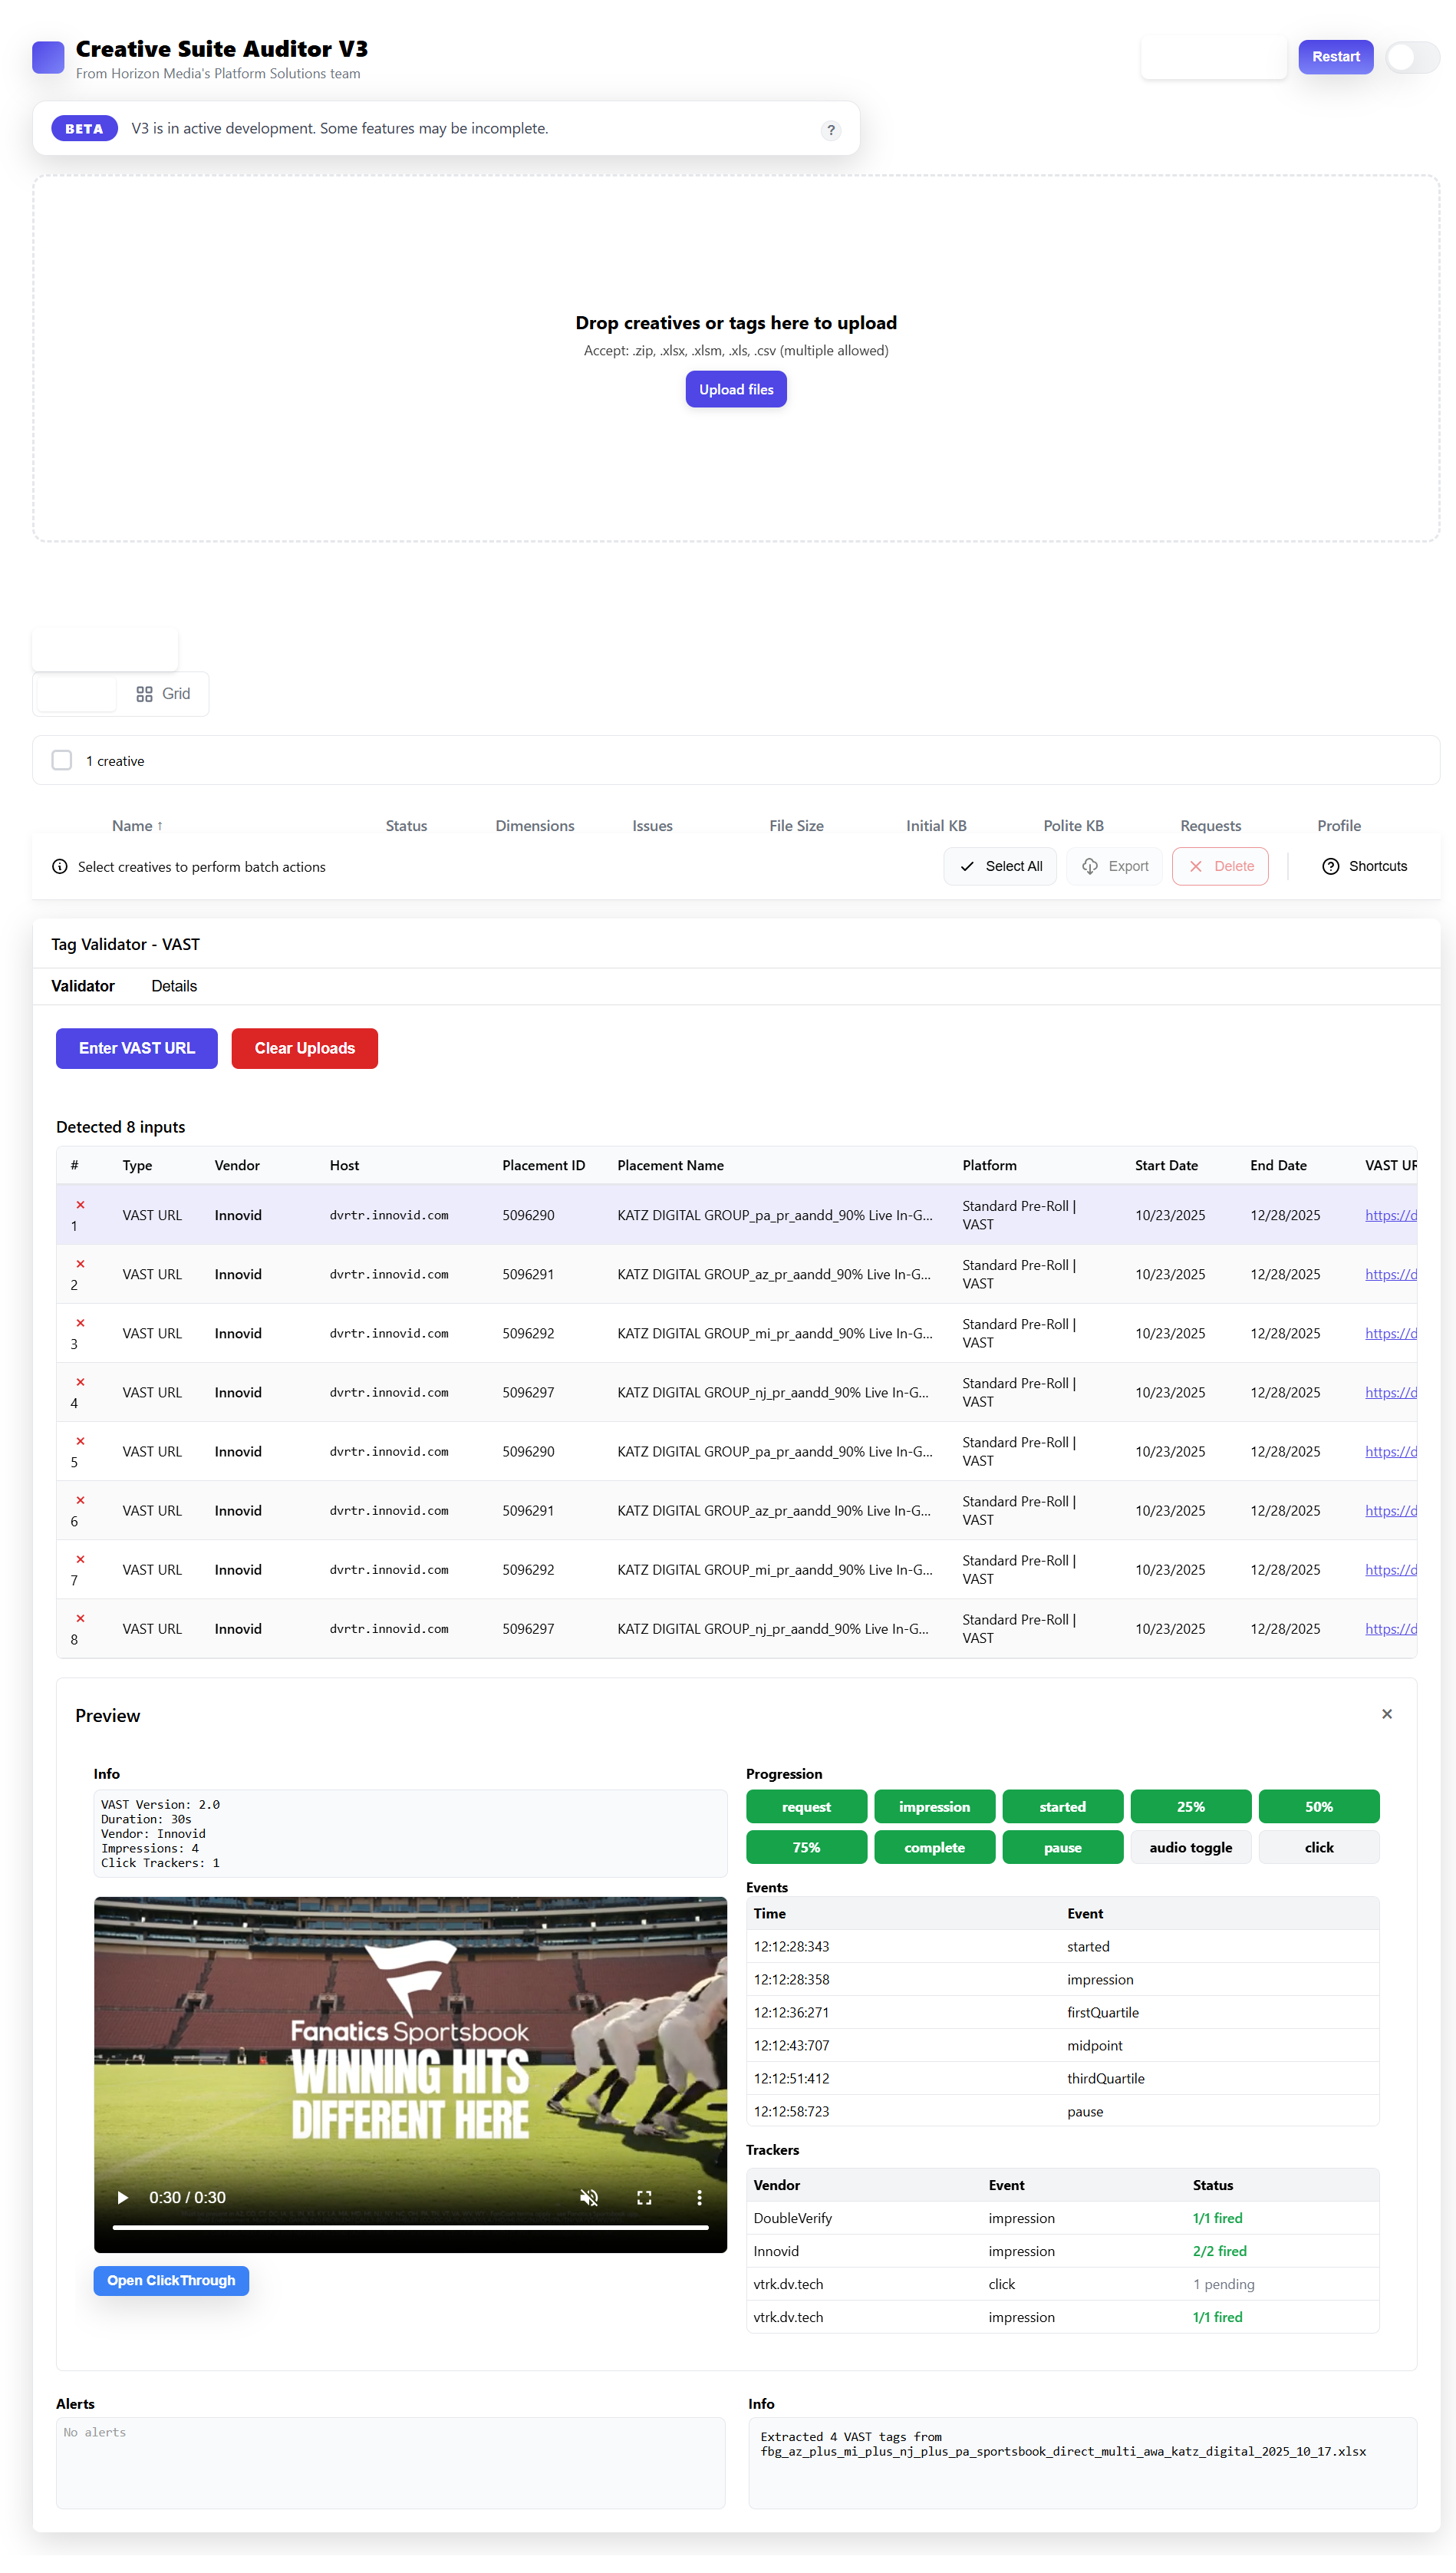 Creative Suite Auditor V3
From Horizon Media's Platform Solutions team
Restart
BETA V3 is in active development. Some features may be incomplete. ?
Drop creatives or tags here to upload
Accept: .zip, .xlsx, .xlsm, .xls, .csv (multiple allowed)
Upload files
Grid
1 creative
Name ↑ Status Dimensions Issues File Size Initial KB Polite KB Requests Profile
Select creatives to perform batch actions Select All Export Delete Shortcuts
Tag Validator - VAST
Validator Details
Enter VAST URL Clear Uploads
Detected 8 inputs
# Type Vendor Host Placement ID Placement Name Platform Start Date End Date VAST UR
× 1 VAST URL Innovid dvrtr.innovid.com 5096290 KATZ DIGITAL GROUP_pa_pr_aandd_90% Live In-G... Standard Pre-Roll | VAST 10/23/2025 12/28/2025 https://d
× 2 VAST URL Innovid dvrtr.innovid.com 5096291 KATZ DIGITAL GROUP_az_pr_aandd_90% Live In-G... Standard Pre-Roll | VAST 10/23/2025 12/28/2025 https://d
× 3 VAST URL Innovid dvrtr.innovid.com 5096292 KATZ DIGITAL GROUP_mi_pr_aandd_90% Live In-G... Standard Pre-Roll | VAST 10/23/2025 12/28/2025 https://d
× 4 VAST URL Innovid dvrtr.innovid.com 5096297 KATZ DIGITAL GROUP_nj_pr_aandd_90% Live In-G... Standard Pre-Roll | VAST 10/23/2025 12/28/2025 https://d
× 5 VAST URL Innovid dvrtr.innovid.com 5096290 KATZ DIGITAL GROUP_pa_pr_aandd_90% Live In-G... Standard Pre-Roll | VAST 10/23/2025 12/28/2025 https://d
× 6 VAST URL Innovid dvrtr.innovid.com 5096291 KATZ DIGITAL GROUP_az_pr_aandd_90% Live In-G... Standard Pre-Roll | VAST 10/23/2025 12/28/2025 https://d
× 7 VAST URL Innovid dvrtr.innovid.com 5096292 KATZ DIGITAL GROUP_mi_pr_aandd_90% Live In-G... Standard Pre-Roll | VAST 10/23/2025 12/28/2025 https://d
× 8 VAST URL Innovid dvrtr.innovid.com 5096297 KATZ DIGITAL GROUP_nj_pr_aandd_90% Live In-G... Standard Pre-Roll | VAST 10/23/2025 12/28/2025 https://d
Preview ×
Info
VAST Version: 2.0
Duration: 30s
Vendor: Innovid
Impressions: 4
Click Trackers: 1
Fanatics Sportsbook
WINNING HITS
DIFFERENT HERE
0:30 / 0:30
Open ClickThrough
Progression
request impression started 25% 50%
75% complete pause audio toggle click
Events
Time Event
12:12:28:343 started
12:12:28:358 impression
12:12:36:271 firstQuartile
12:12:43:707 midpoint
12:12:51:412 thirdQuartile
12:12:58:723 pause
Trackers
Vendor Event Status
DoubleVerify impression 1/1 fired
Innovid impression 2/2 fired
vtrk.dv.tech click 1 pending
vtrk.dv.tech impression 1/1 fired
Alerts
No alerts
Info
Extracted 4 VAST tags from
fbg_az_plus_mi_plus_nj_plus_pa_sportsbook_direct_multi_awa_katz_digital_2025_10_17.xlsx